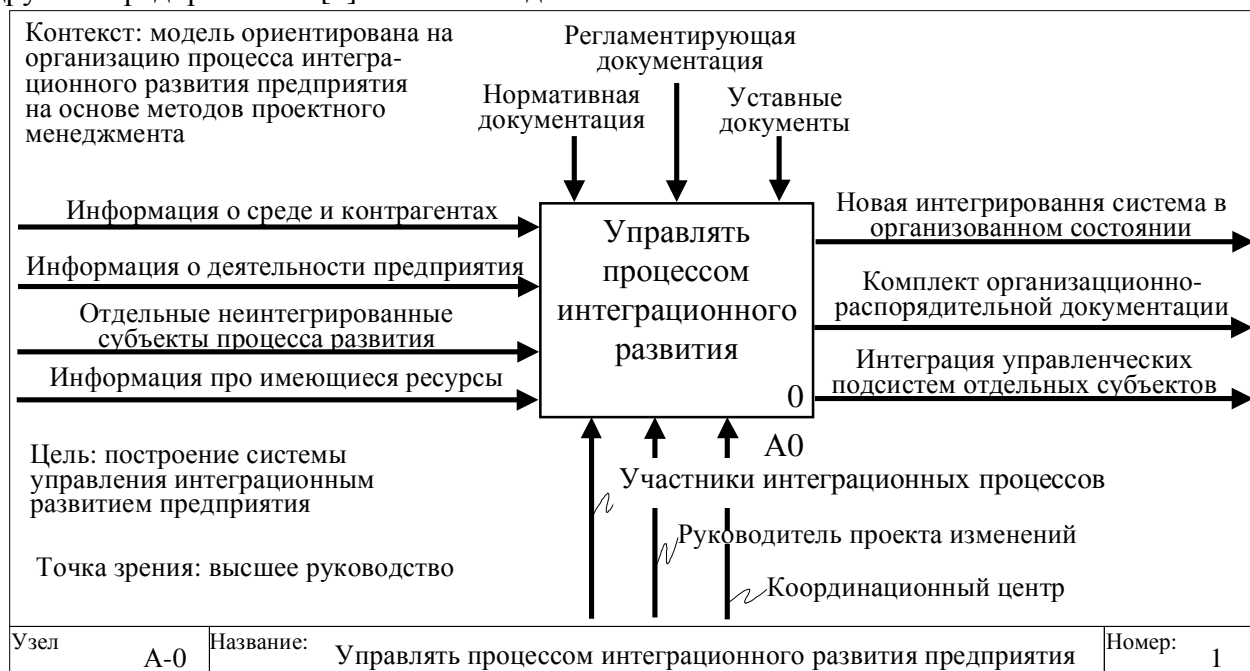 Контекст: модель ориентирована на
организацию процесса интегра-
ционного развития предприятия
на основе методов проектного
менеджмента
Регламентирующая
документация
Нормативная
документация
Уставные
документы
Информация о среде и контрагентах
Информация о деятельности предприятия
Отдельные неинтегрированные
субъекты процесса развития
Информация про имеющиеся ресурсы
Управлять
процессом
интеграционного
развития
0
А0
Новая интегрировання система в
организованном состоянии
Комплект организацционно-
распорядительной документации
Интеграция управленческих
подсистем отдельных субъектов
Цель: построение системы
управления интеграционным
развитием предприятия
Точка зрения: высшее руководство
Участники интеграционных процессов
Руководитель проекта изменений
Координационный центр
Узел
А-0
Название:
Управлять процессом интеграционного развития предприятия
Номер:
1